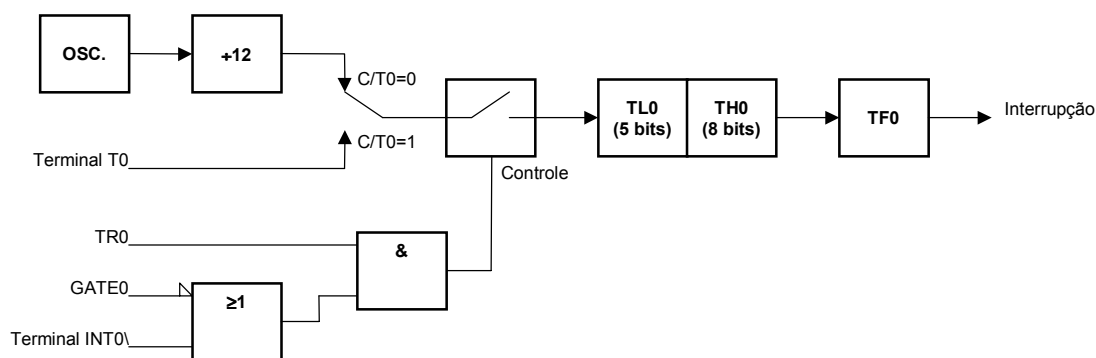 OSC.
÷12
C/T0=0
C/T0=1
Terminal T0
Controle
TL0
(5 bits)
TH0
(8 bits)
TF0
Interrupção
TR0
&
GATE0
≥1
Terminal INT0\